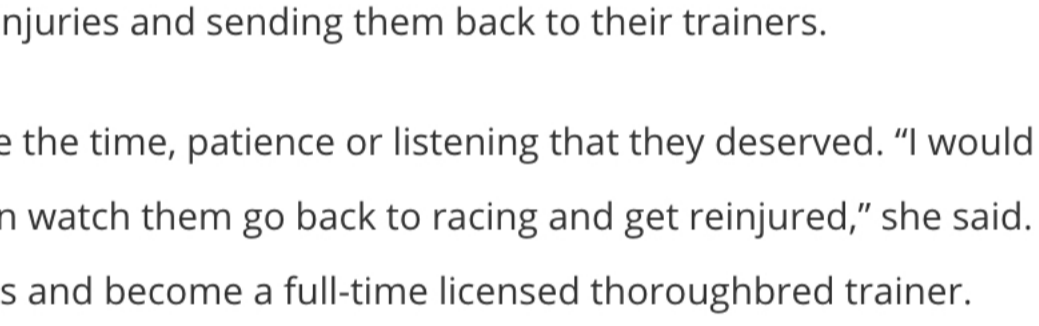 njuries and sending them back to their trainers.
e the time, patience or listening that they deserved. “I would
n watch them go back to racing and get reinjured,” she said.
s and become a full-time licensed thoroughbred trainer.